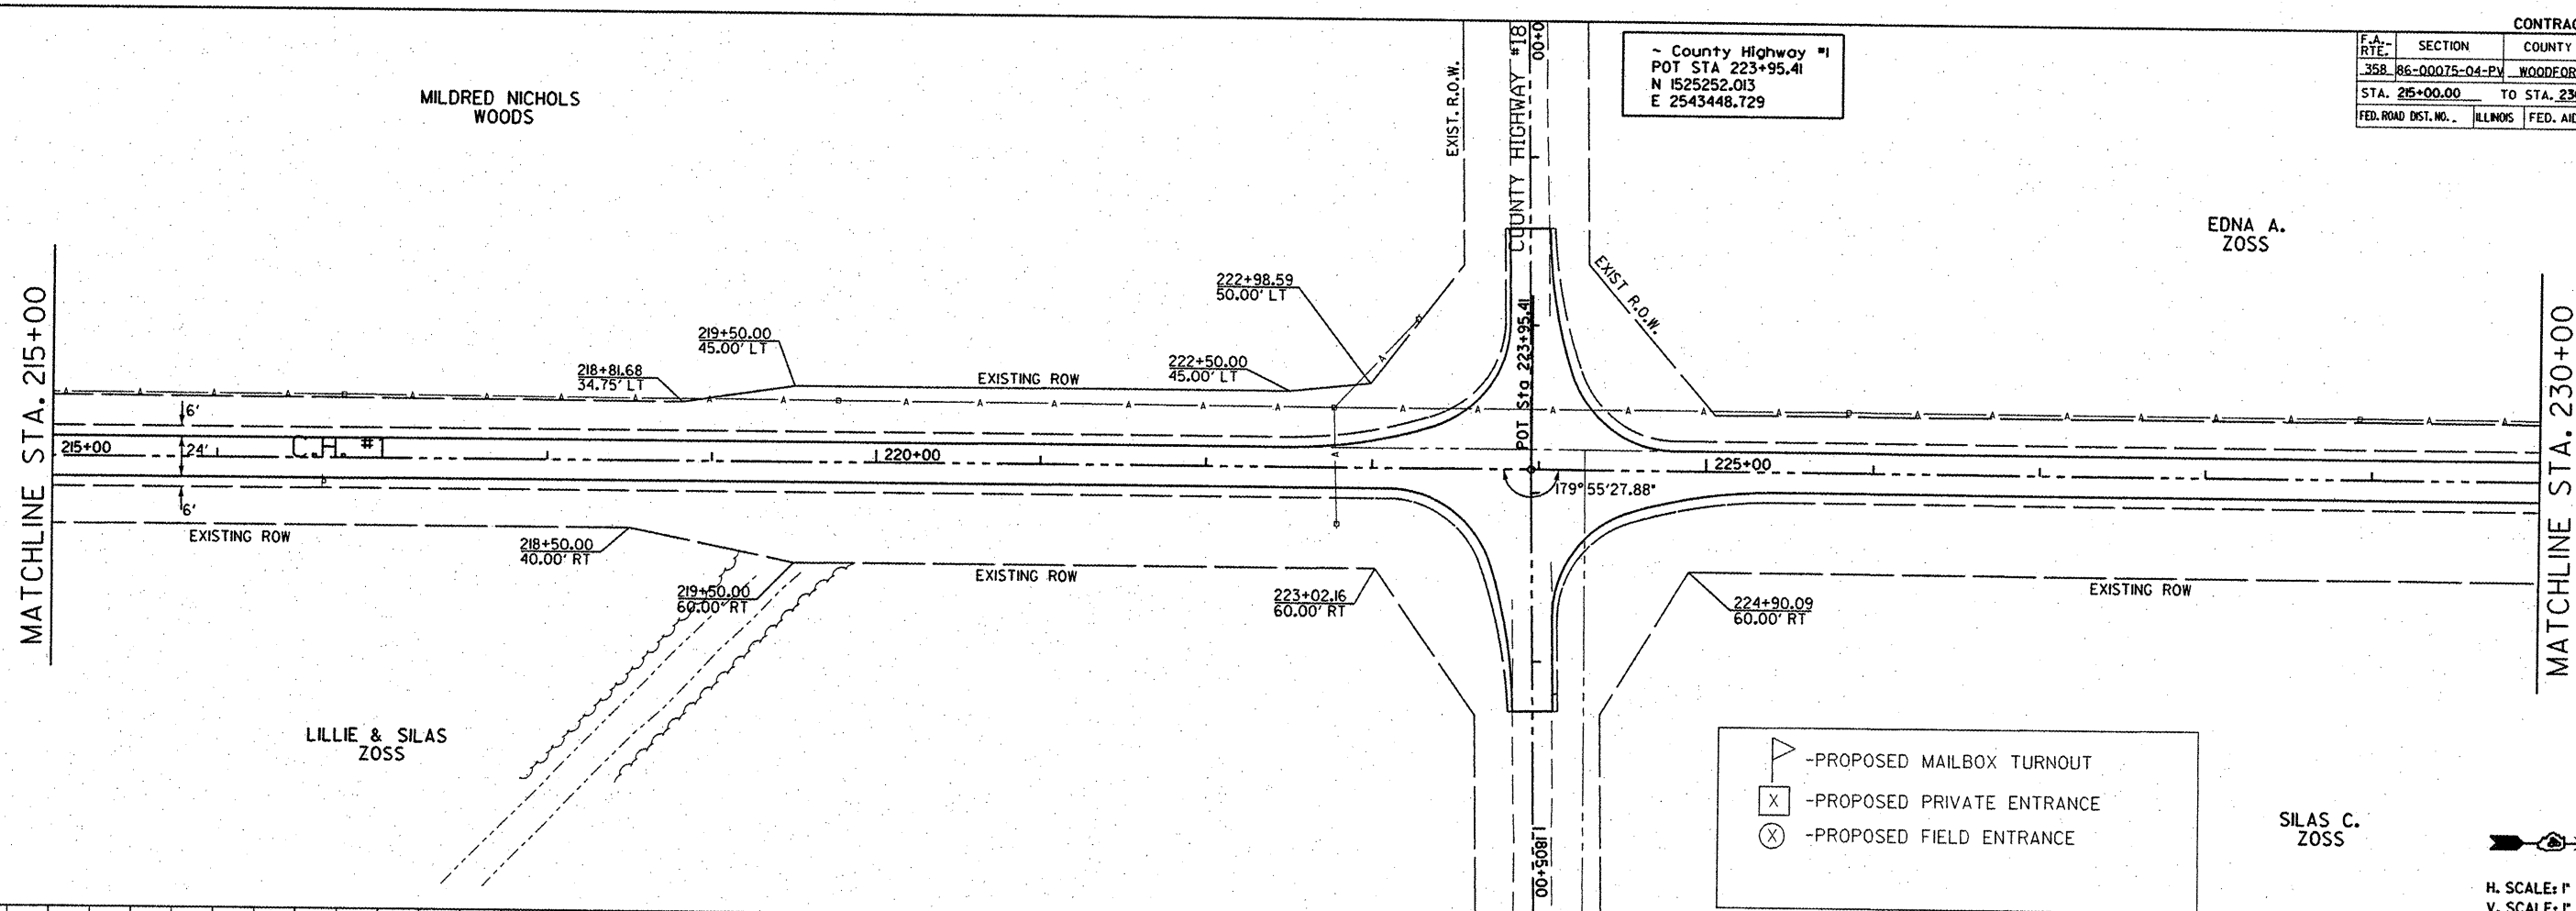 CONTRAC
F.A.- RTE. SECTION COUNTY
358 86-00075-04-PV WOODFOR
STA. 215+00.00 TO STA. 23
FED. ROAD DIST. NO. ILLINOIS FED. AID
~ County Highway #1
POT STA 223+95.41
N 1525252.013
E 2543448.729
MILDRED NICHOLS
WOODS
EXIST. R.O.W.
COUNTY HIGHWAY #18
00+0
EDNA A.
ZOSS
EXIST R.O.W.
MATCHLINE STA. 215+00
MATCHLINE STA. 230+00
222+98.59
50.00' LT
219+50.00
45.00' LT
218+81.68
34.75' LT
222+50.00
45.00' LT
EXISTING ROW
POT Sta 223+95.41
A A A A A A A A A A A A A A A A A A
6'
215+00
24'
C.H. #1
220+00
225+00
179°55'27.88"
6'
P
EXISTING ROW
218+50.00
40.00' RT
EXISTING ROW
219+50.00
60.00' RT
223+02.16
60.00' RT
224+90.09
60.00' RT
EXISTING ROW
LILLIE & SILAS
ZOSS
-PROPOSED MAILBOX TURNOUT
X -PROPOSED PRIVATE ENTRANCE
X -PROPOSED FIELD ENTRANCE
SILAS C.
ZOSS
1805+00
H. SCALE: 1"
V. SCALE: 1"